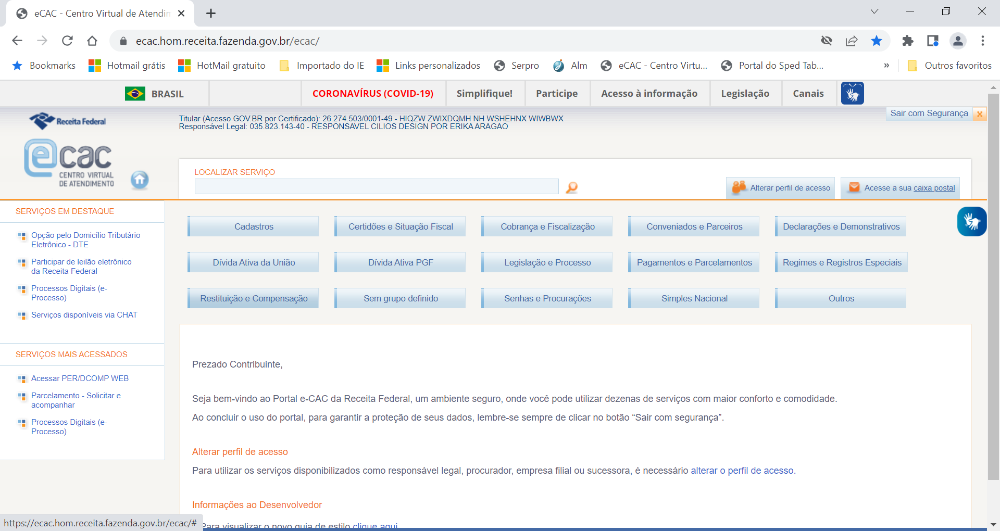 eCAC - Centro Virtual de Atendin
ecac.hom.receita.fazenda.gov.br/ecac/
Bookmarks Hotmail grátis HotMail gratuito Importado do IE Links personalizados Serpro Alm eCAC - Centro Virtu... Portal do Sped Tab... » Outros favoritos
BRASIL CORONAVÍRUS (COVID-19) Simplifique! Participe Acesso à informação Legislação Canais
Sair com Segurança x
Receita Federal
Titular (Acesso GOV.BR por Certificado): 26.274.503/0001-49 - HIQZW ZWIXDQMH NH WSHEHNX WIWBWX
Responsável Legal: 035.823.143-40 - RESPONSAVEL CILIOS DESIGN POR ERIKA ARAGAO
ecac
CENTRO VIRTUAL
DE ATENDIMENTO
LOCALIZAR SERVIÇO
Alterar perfil de acesso
Acesse a sua caixa postal
SERVIÇOS EM DESTAQUE
Opção pelo Domicílio Tributário
Eletrônico - DTE
Participar de leilão eletrônico
da Receita Federal
Processos Digitais (e-
Processo)
Serviços disponíveis via CHAT
SERVIÇOS MAIS ACESSADOS
Acessar PER/DCOMP WEB
Parcelamento - Solicitar e
acompanhar
Processos Digitais (e-
Processo)
Cadastros Certidões e Situação Fiscal Cobrança e Fiscalização Conveniados e Parceiros Declarações e Demonstrativos
Dívida Ativa da União Dívida Ativa PGF Legislação e Processo Pagamentos e Parcelamentos Regimes e Registros Especiais
Restituição e Compensação Sem grupo definido Senhas e Procurações Simples Nacional Outros
Prezado Contribuinte,
Seja bem-vindo ao Portal e-CAC da Receita Federal, um ambiente seguro, onde você pode utilizar dezenas de serviços com maior conforto e comodidade.
Ao concluir o uso do portal, para garantir a proteção de seus dados, lembre-se sempre de clicar no botão “Sair com segurança”.
Alterar perfil de acesso
Para utilizar os serviços disponibilizados como responsável legal, procurador, empresa filial ou sucessora, é necessário alterar o perfil de acesso.
Informações ao Desenvolvedor
Para visualizar o novo guia de estilo clique aqui
https://ecac.hom.receita.fazenda.gov.br/ecac/#